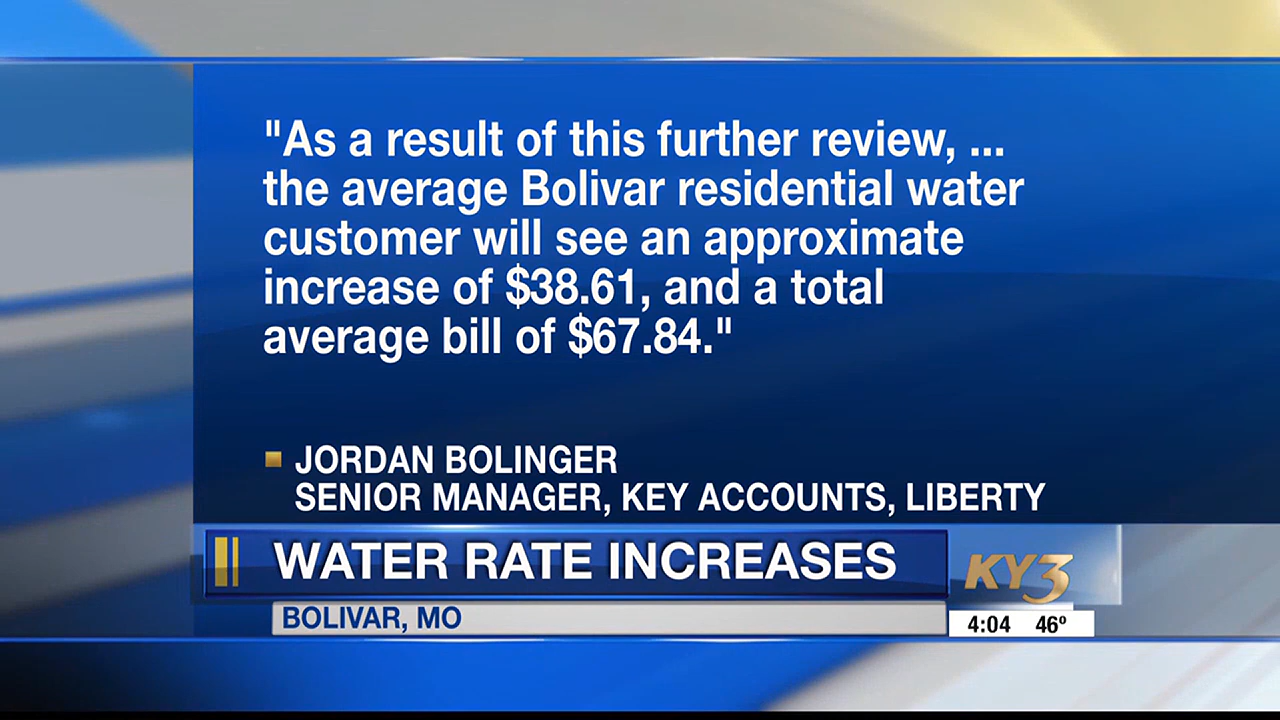 "As a result of this further review, ...
the average Bolivar residential water
customer will see an approximate
increase of $38.61, and a total
average bill of $67.84."
JORDAN BOLINGER
SENIOR MANAGER, KEY ACCOUNTS, LIBERTY
WATER RATE INCREASES
KY3
BOLIVAR, MO
4:04 46º